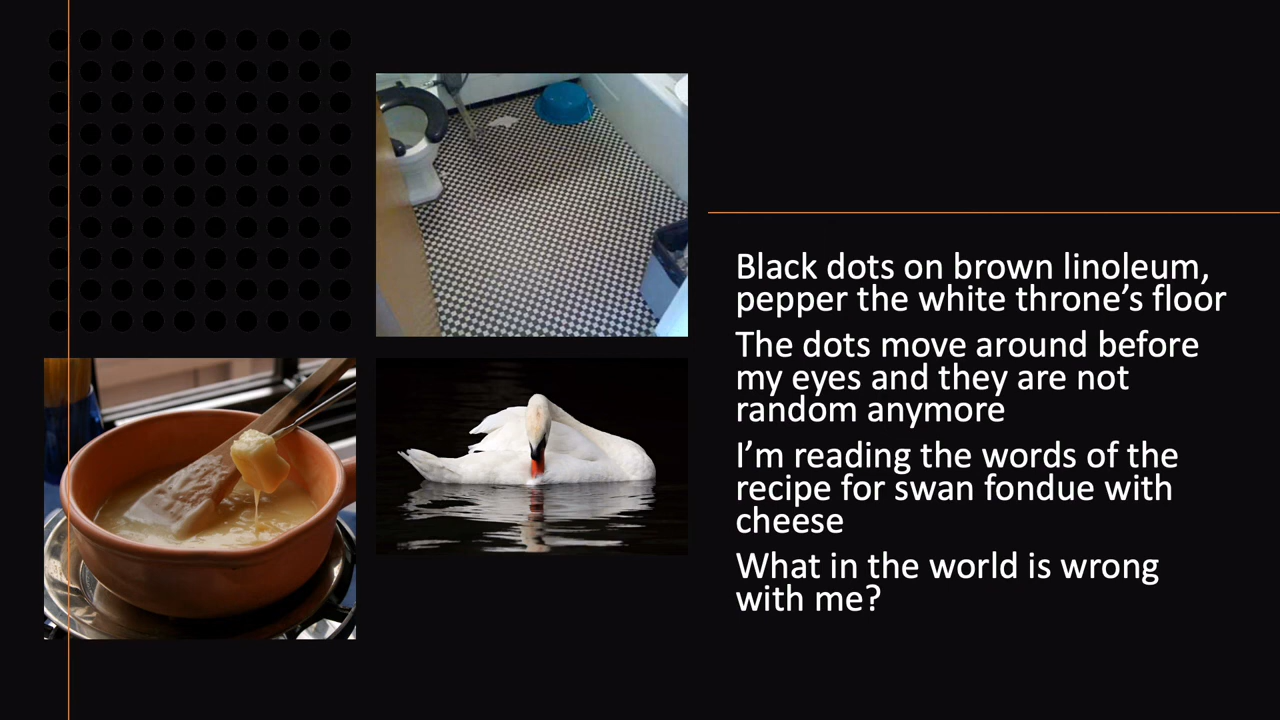 Black dots on brown linoleum,
pepper the white throne’s floor
The dots move around before
my eyes and they are not
random anymore
I’m reading the words of the
recipe for swan fondue with
cheese
What in the world is wrong
with me?